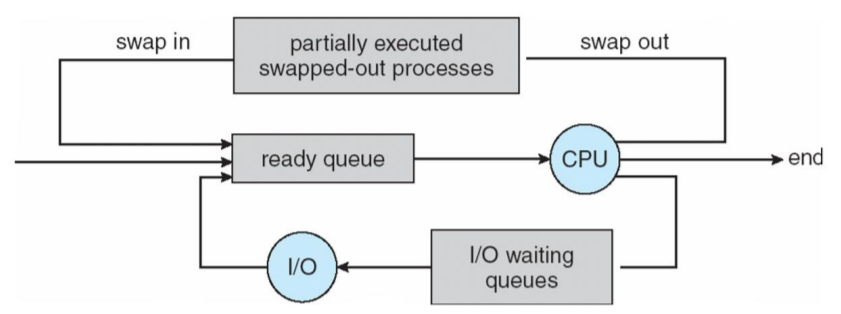 swap in
partially executed
swapped-out processes
swap out
ready queue
CPU
end
I/O
I/O waiting
queues